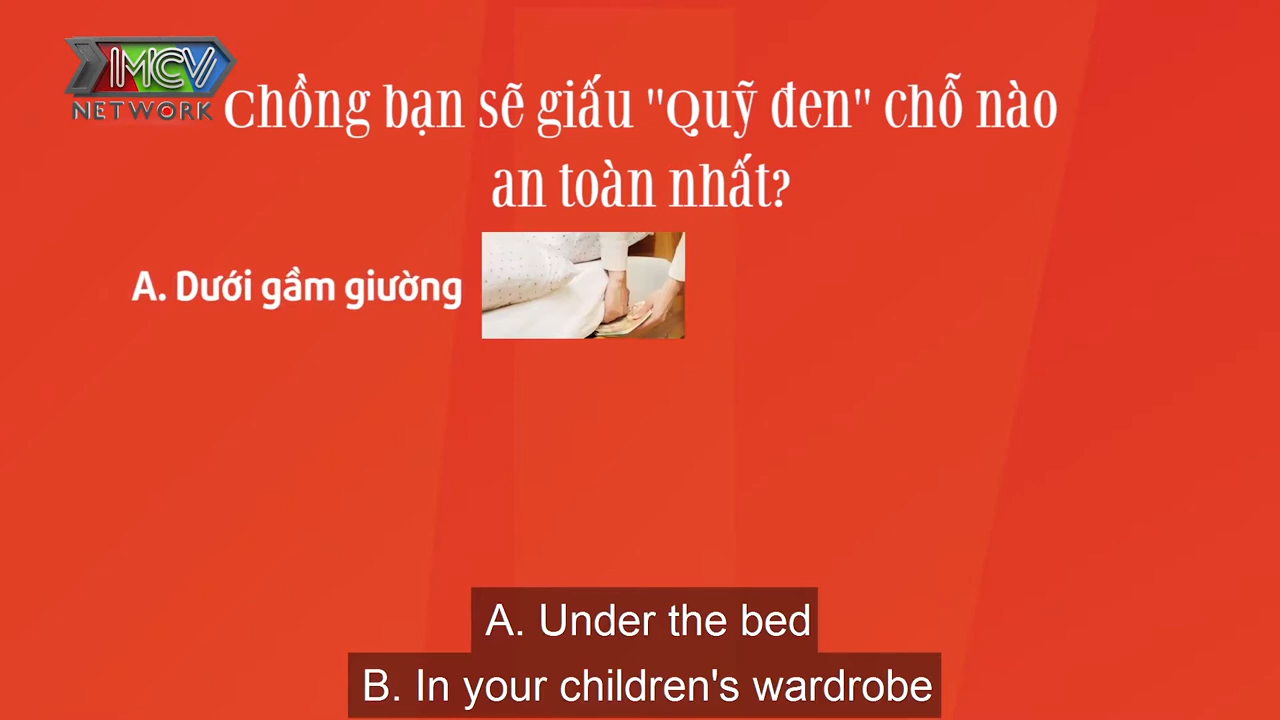 MCV
NETWORK
Chồng bạn sẽ giấu "Quỹ đen" chỗ nào
an toàn nhất?
A. Dưới gầm giường
A. Under the bed
B. In your children's wardrobe